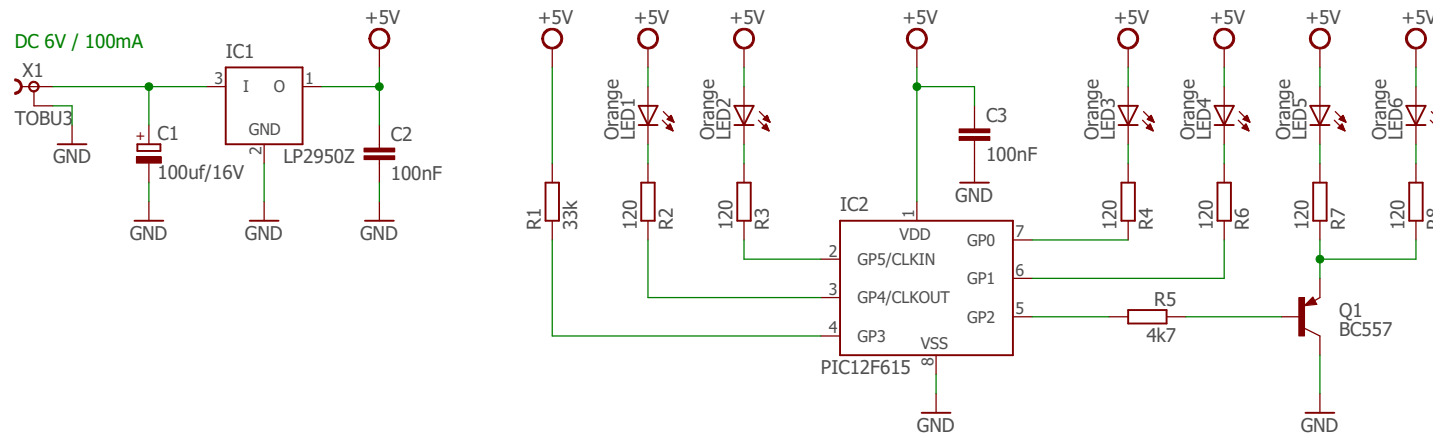 DC 6V / 100mA
X1
TOBU3
GND
+
C1
100uf/16V
GND
IC1
3
I
O
1
GND
2
LP2950Z
GND
+5V
C2
100nF
GND
+5V
R1
33k
+5V
Orange
LED1
120
R2
+5V
Orange
LED2
120
R3
+5V
C3
100nF
GND
IC2
1
VDD
2
GP5/CLKIN
3
GP4/CLKOUT
4
GP3
GP0
7
GP1
6
GP2
5
VSS
8
PIC12F615
GND
+5V
Orange
LED3
120
R4
+5V
Orange
LED4
120
R6
+5V
Orange
LED5
120
R7
+5V
Orange
LED6
120
R8
R5
4k7
Q1
BC557
GND